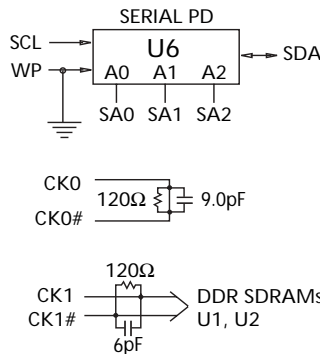 SERIAL PD
SCL
U6
SDA
WP
A0 A1 A2
SA0 SA1 SA2
CK0
120Ω 9.0pF
CK0#
120Ω
CK1 DDR SDRAMs
CK1# U1, U2
6pF